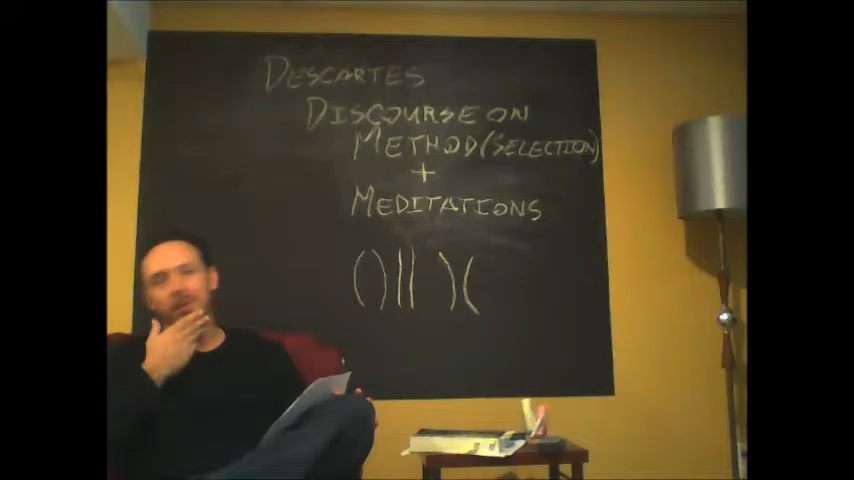 DESCARTES
DISCOURSE ON
METHOD (SELECTION)
+
MEDITATIONS
( ) | | ) (